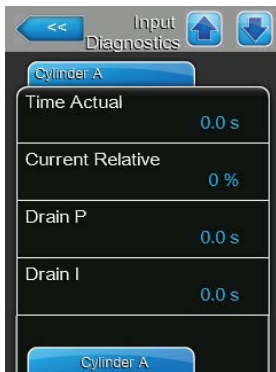 << Input
Diagnostics
Cylinder A
Time Actual
0.0 s
Current Relative
0 %
Drain P
0.0 s
Drain I
0.0 s
Cylinder A